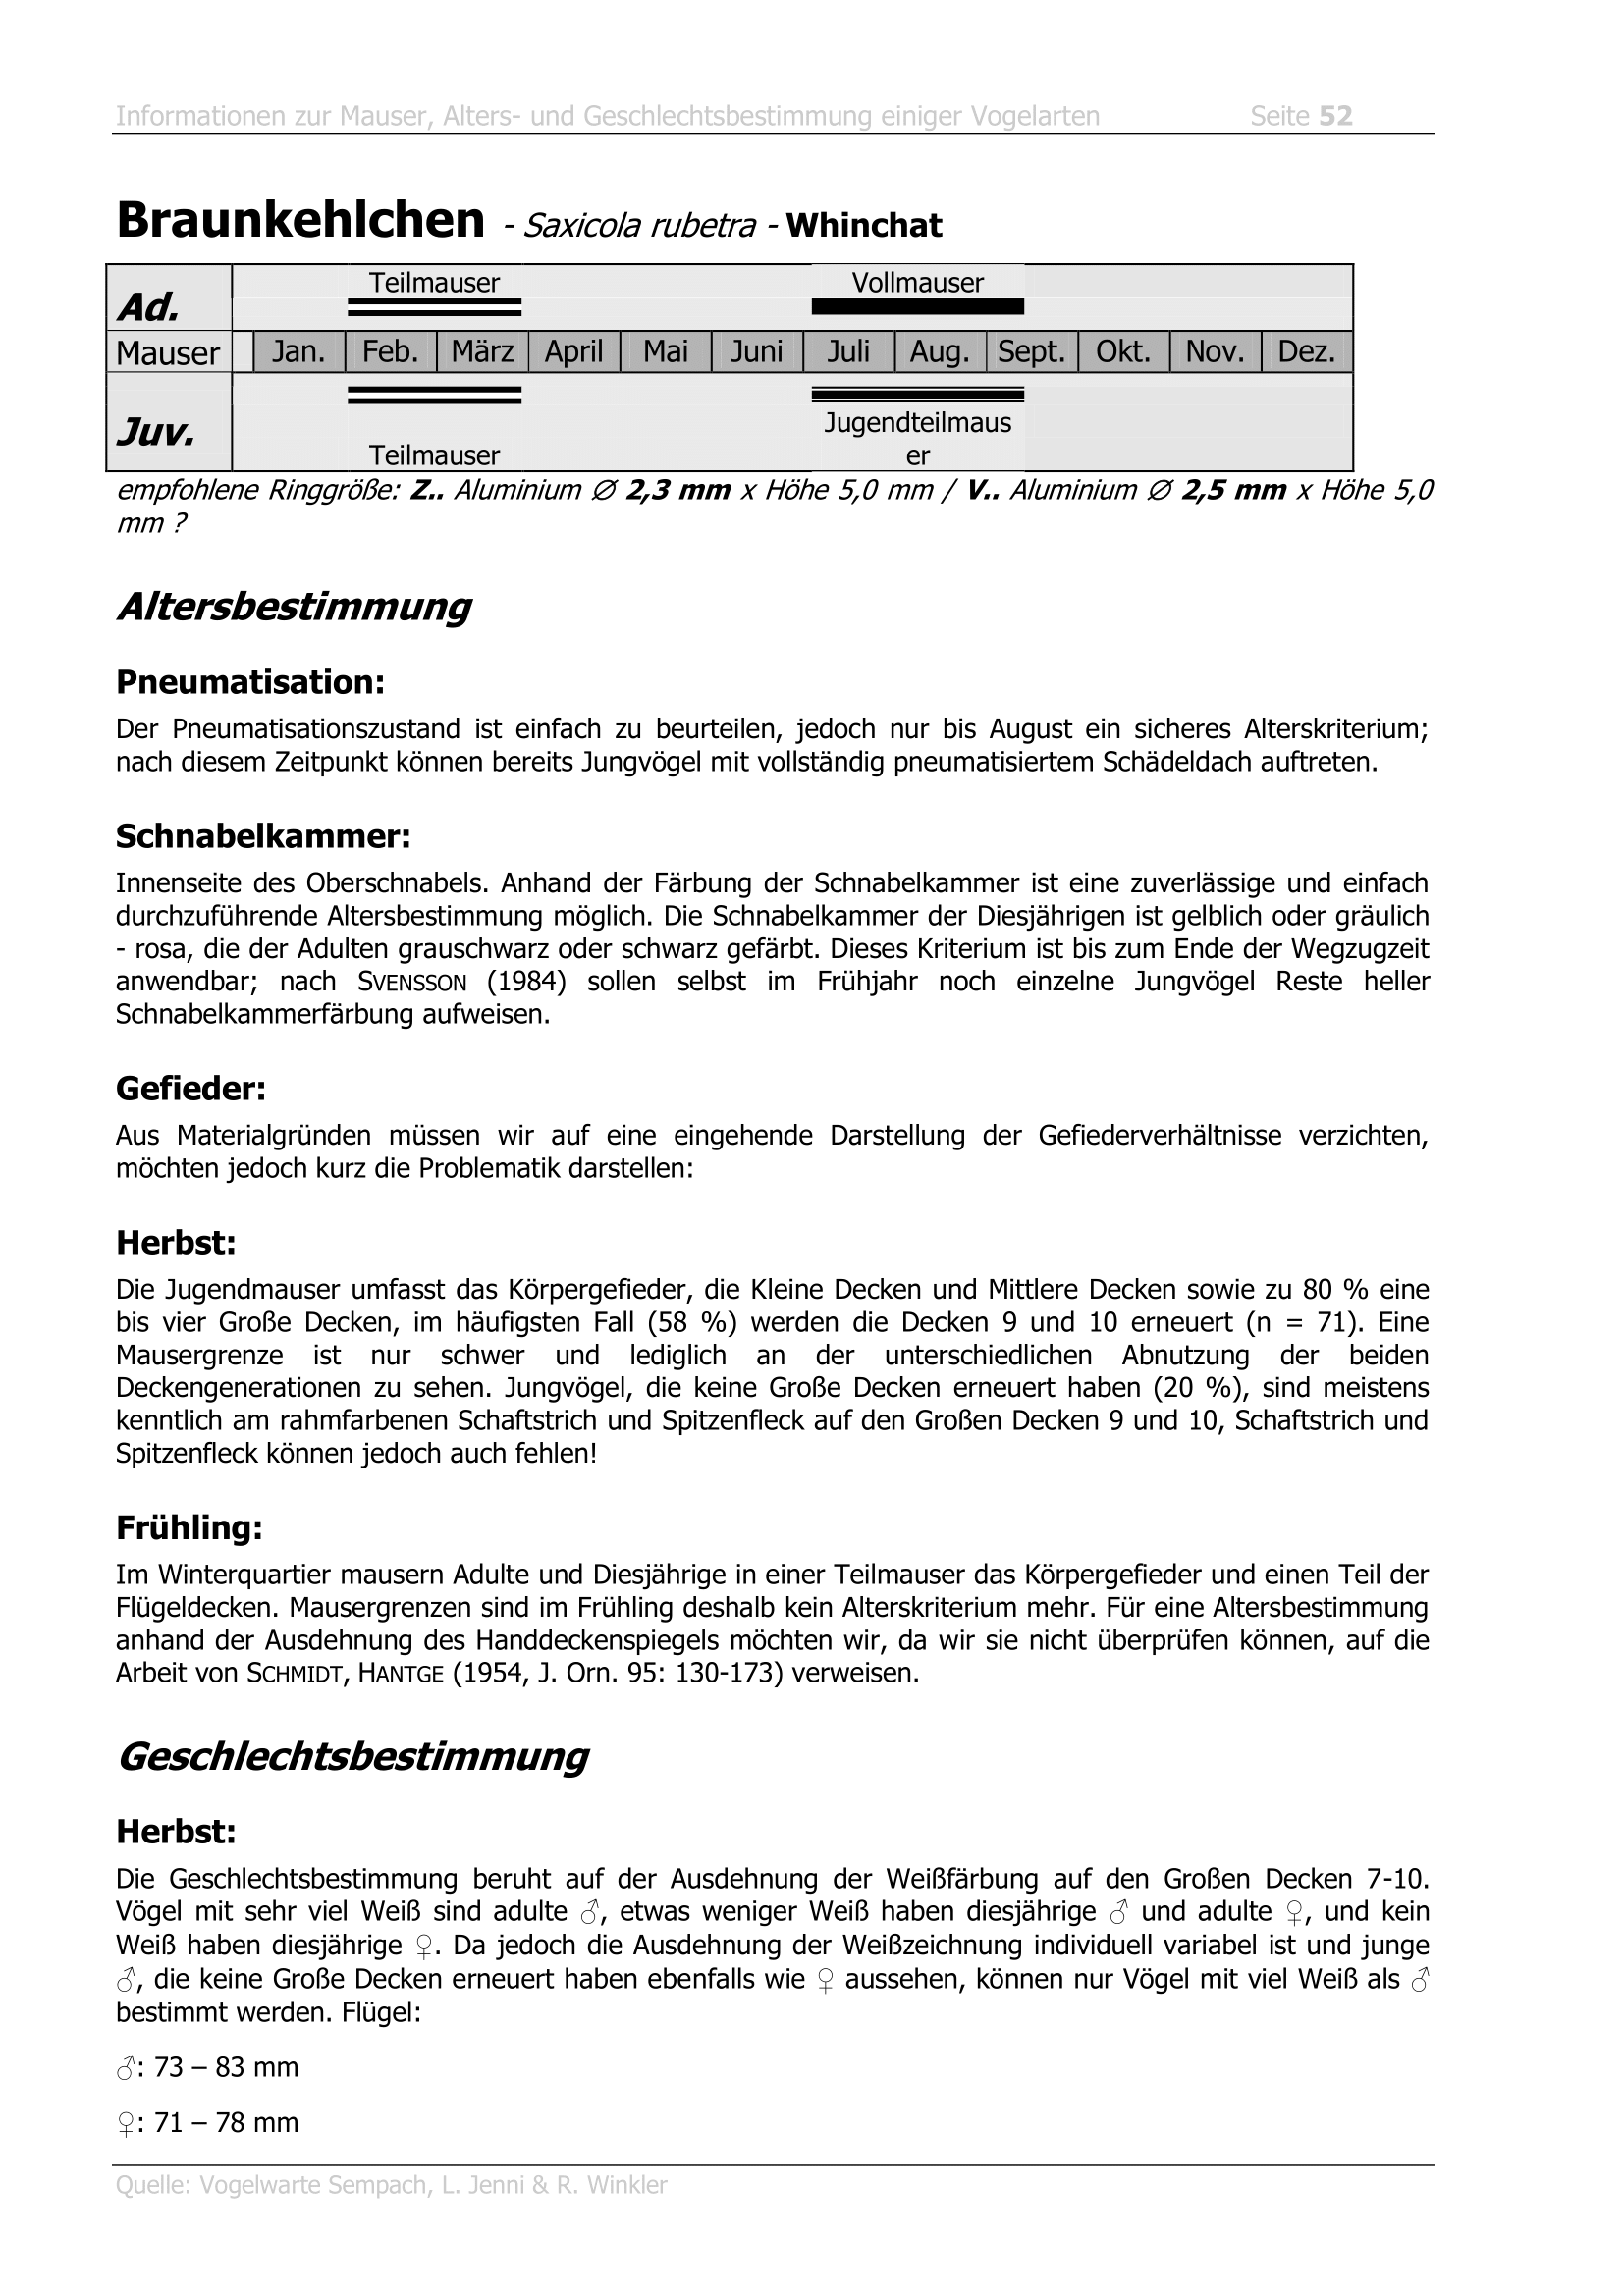 Informationen zur Mauser, Alters- und Geschlechtsbestimmung einiger Vogelarten Seite 52
Braunkehlchen - Saxicola rubetra - Whinchat
Teilmauser Vollmauser
Ad.
Mauser Jan. Feb. März April Mai Juni Juli Aug. Sept. Okt. Nov. Dez.
Juv.
Jugendteilmaus
Teilmauser er
empfohlene Ringgröße: Z.. Aluminium ∅ 2,3 mm x Höhe 5,0 mm / V.. Aluminium ∅ 2,5 mm x Höhe 5,0
mm ?
Altersbestimmung
Pneumatisation:
Der Pneumatisationszustand ist einfach zu beurteilen, jedoch nur bis August ein sicheres Alterskriterium;
nach diesem Zeitpunkt können bereits Jungvögel mit vollständig pneumatisiertem Schädeldach auftreten.
Schnabelkammer:
Innenseite des Oberschnabels. Anhand der Färbung der Schnabelkammer ist eine zuverlässige und einfach
durchzuführende Altersbestimmung möglich. Die Schnabelkammer der Diesjährigen ist gelblich oder gräulich
- rosa, die der Adulten grauschwarz oder schwarz gefärbt. Dieses Kriterium ist bis zum Ende der Wegzugzeit
anwendbar; nach SVENSSON (1984) sollen selbst im Frühjahr noch einzelne Jungvögel Reste heller
Schnabelkammerfärbung aufweisen.
Gefieder:
Aus Materialgründen müssen wir auf eine eingehende Darstellung der Gefiederverhältnisse verzichten,
möchten jedoch kurz die Problematik darstellen:
Herbst:
Die Jugendmauser umfasst das Körpergefieder, die Kleine Decken und Mittlere Decken sowie zu 80 % eine
bis vier Große Decken, im häufigsten Fall (58 %) werden die Decken 9 und 10 erneuert (n = 71). Eine
Mausergrenze ist nur schwer und lediglich an der unterschiedlichen Abnutzung der beiden
Deckengenerationen zu sehen. Jungvögel, die keine Große Decken erneuert haben (20 %), sind meistens
kenntlich am rahmfarbenen Schaftstrich und Spitzenfleck auf den Großen Decken 9 und 10, Schaftstrich und
Spitzenfleck können jedoch auch fehlen!
Frühling:
Im Winterquartier mausern Adulte und Diesjährige in einer Teilmauser das Körpergefieder und einen Teil der
Flügeldecken. Mausergrenzen sind im Frühling deshalb kein Alterskriterium mehr. Für eine Altersbestimmung
anhand der Ausdehnung des Handdeckenspiegels möchten wir, da wir sie nicht überprüfen können, auf die
Arbeit von SCHMIDT, HANTGE (1954, J. Orn. 95: 130-173) verweisen.
Geschlechtsbestimmung
Herbst:
Die Geschlechtsbestimmung beruht auf der Ausdehnung der Weißfärbung auf den Großen Decken 7-10.
Vögel mit sehr viel Weiß sind adulte ♂, etwas weniger Weiß haben diesjährige ♂ und adulte ♀, und kein
Weiß haben diesjährige ♀. Da jedoch die Ausdehnung der Weißzeichnung individuell variabel ist und junge
♂, die keine Große Decken erneuert haben ebenfalls wie ♀ aussehen, können nur Vögel mit viel Weiß als ♂
bestimmt werden. Flügel:
♂: 73 – 83 mm
♀: 71 – 78 mm
Quelle: Vogelwarte Sempach, L. Jenni & R. Winkler